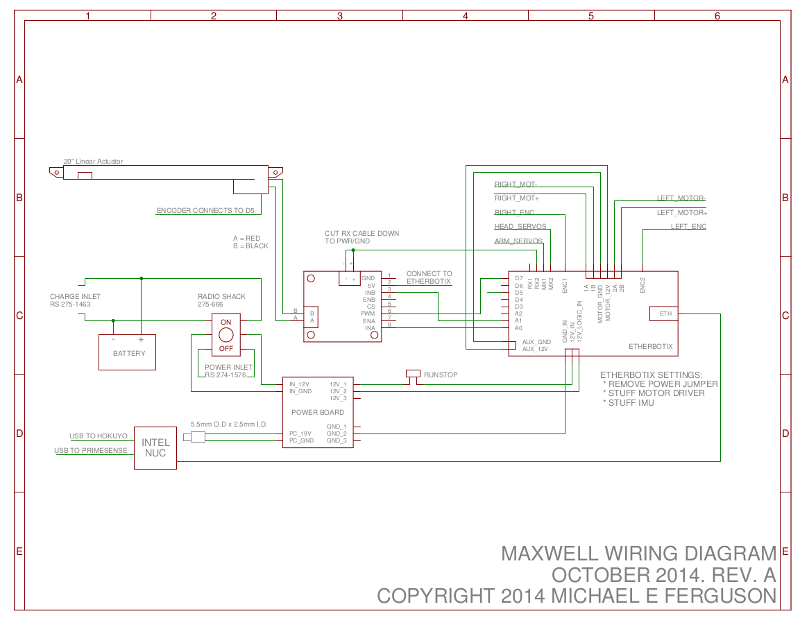 1 2 3 4 5 6
A A
B B
C C
D D
E E
20" Linear Actuator
ENCODER CONNECTS TO D5
A = RED
B = BLACK
CUT RX CABLE DOWN
TO PWR/GND
- +
GND 1
5V 2
INB 3
ENB 4
CS 5
PWM 6
ENA 7
INA 8
B B
A A
CONNECT TO
ETHERBOTIX
RIGHT_MOT-
RIGHT_MOT+
RIGHT_ENC
HEAD_SERVOS
ARM_SERVOS
LEFT_MOTOR-
LEFT_MOTOR+
LEFT_ENC
D7
D6
D5
D4
D3
A2
A1
A0
RX1
RX2
MX1
MX2
ENC1
1A
1B
MOTOR_GND
MOTOR_12V
2A
2B
ENC2
GND_IN
12V_IN
12V_LOGIC_IN
AUX_GND
AUX_12V
ETH
ETHERBOTIX
CHARGE INLET
RS 275-1463
- +
BATTERY
RADIO SHACK
275-666
ON
OFF
POWER INLET
RS 274-1576
RUNSTOP
ETHERBOTIX SETTINGS:
* REMOVE POWER JUMPER
* STUFF MOTOR DRIVER
* STUFF IMU
IN_12V 12V_1
IN_GND 12V_2
12V_3
POWER BOARD
GND_1
PC_19V GND_2
PC_GND GND_3
5.5mm O.D x 2.5mm I.D.
USB TO HOKUYO
USB TO PRIMESENSE
INTEL
NUC
MAXWELL WIRING DIAGRAM
OCTOBER 2014. REV. A
COPYRIGHT 2014 MICHAEL E FERGUSON